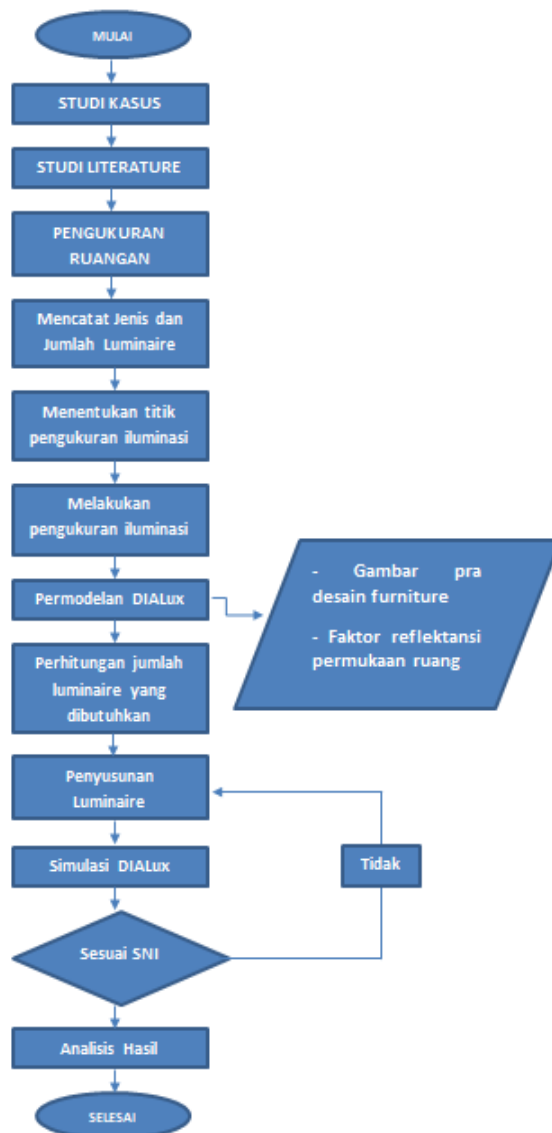 MULAI
STUDI KASUS
STUDI LITERATURE
PENGUKURAN
RUANGAN
Mencatat Jenis dan
Jumlah Luminaire
Menentukan titik
pengukuran iluminasi
Melakukan
pengukuran iluminasi
Permodelan DIALux
- Gambar pra
desain furniture
- Faktor reflektansi
permukaan ruang
Perhitungan jumlah
luminaire yang
dibutuhkan
Penyusunan
Luminaire
Simulasi DIALux
Tidak
Sesuai SNI
Analisis Hasil
SELESAI